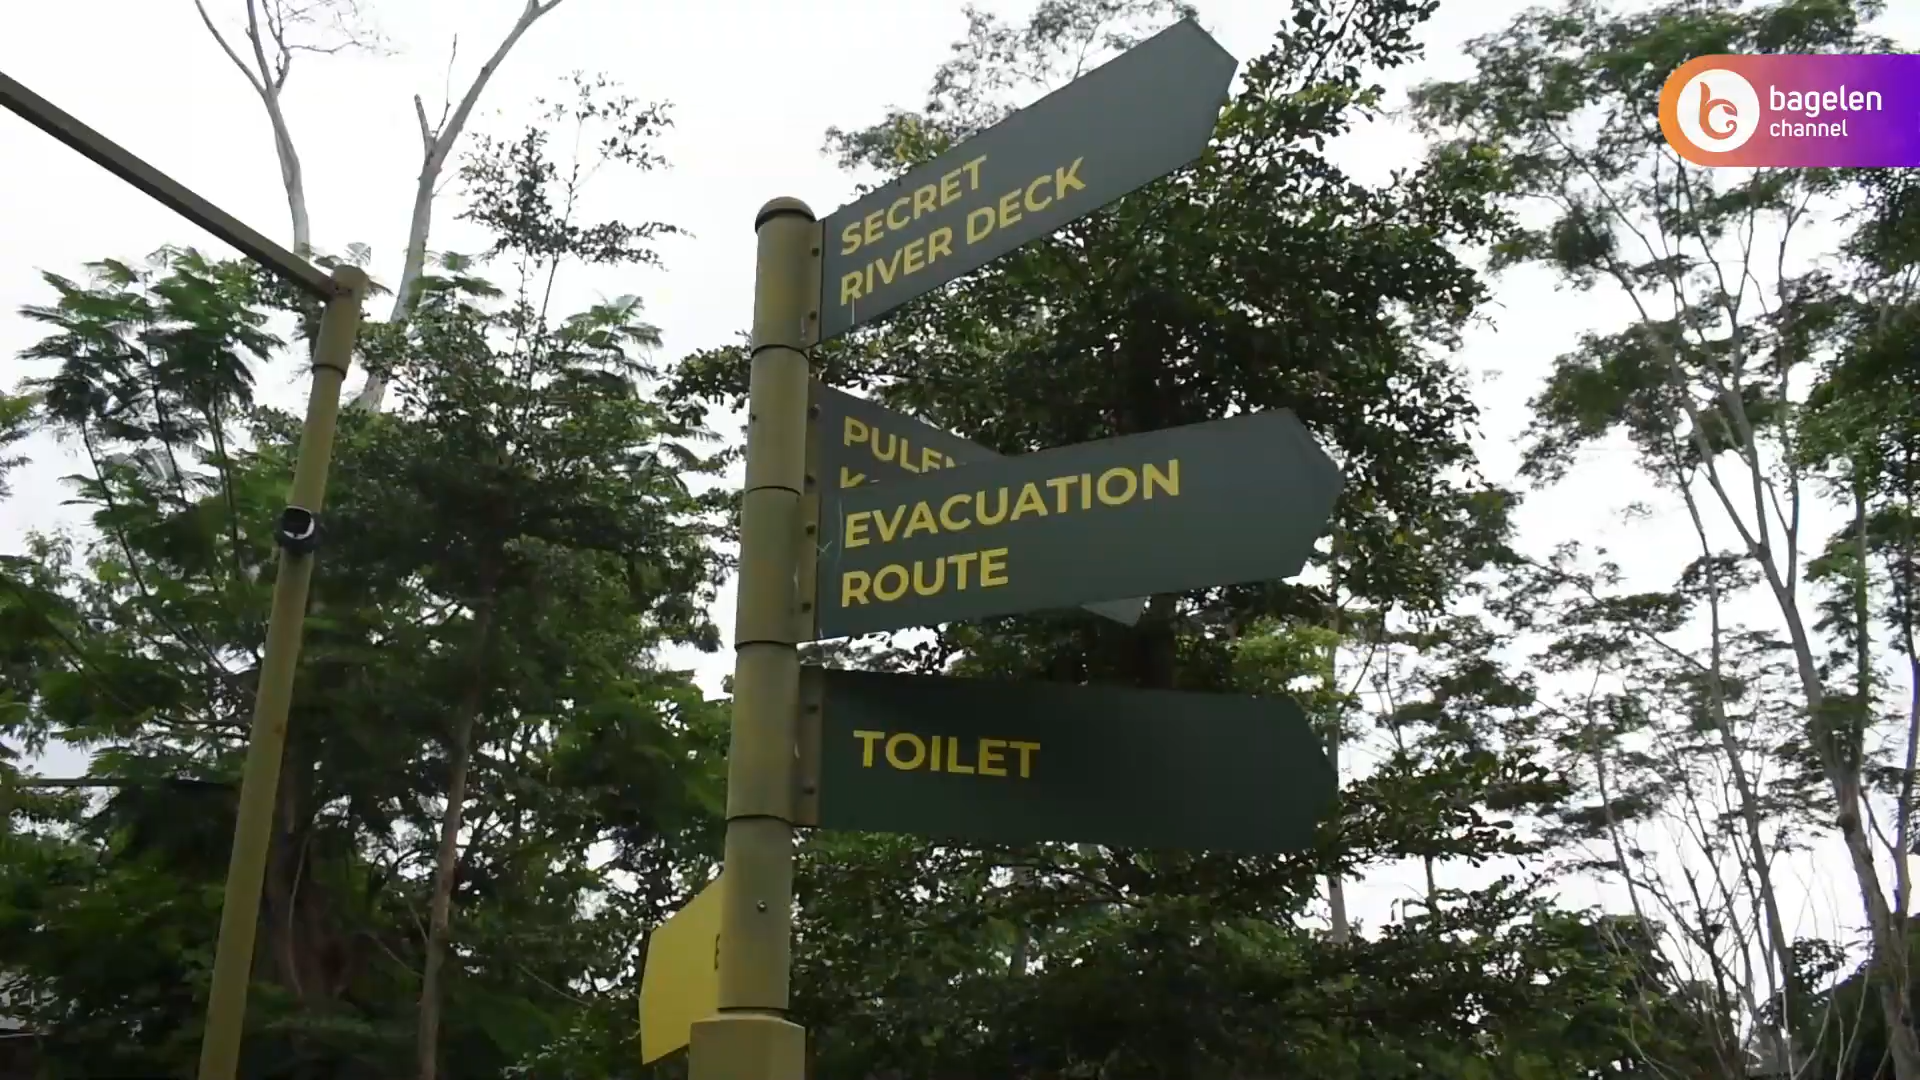 bagelen
channel
SECRET
RIVER DECK
EVACUATION
ROUTE
TOILET